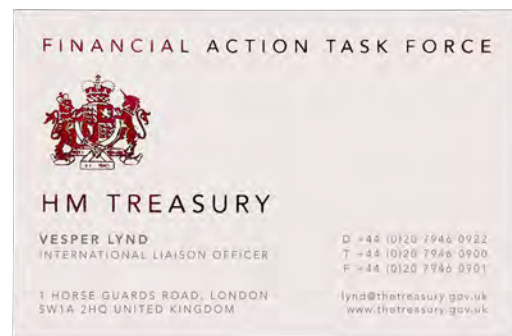 FINANCIAL ACTION TASK FORCE
HM TREASURY
VESPER LYND
INTERNATIONAL LIAISON OFFICER
1 HORSE GUARDS ROAD, LONDON
SW1A 2HQ UNITED KINGDOM
D +44 (0)20 7946 0922
T +44 (0)20 7946 0900
F +44 (0)20 7946 0901
lynd@thetreasury.gov.uk
www.thetreasury.gov.uk